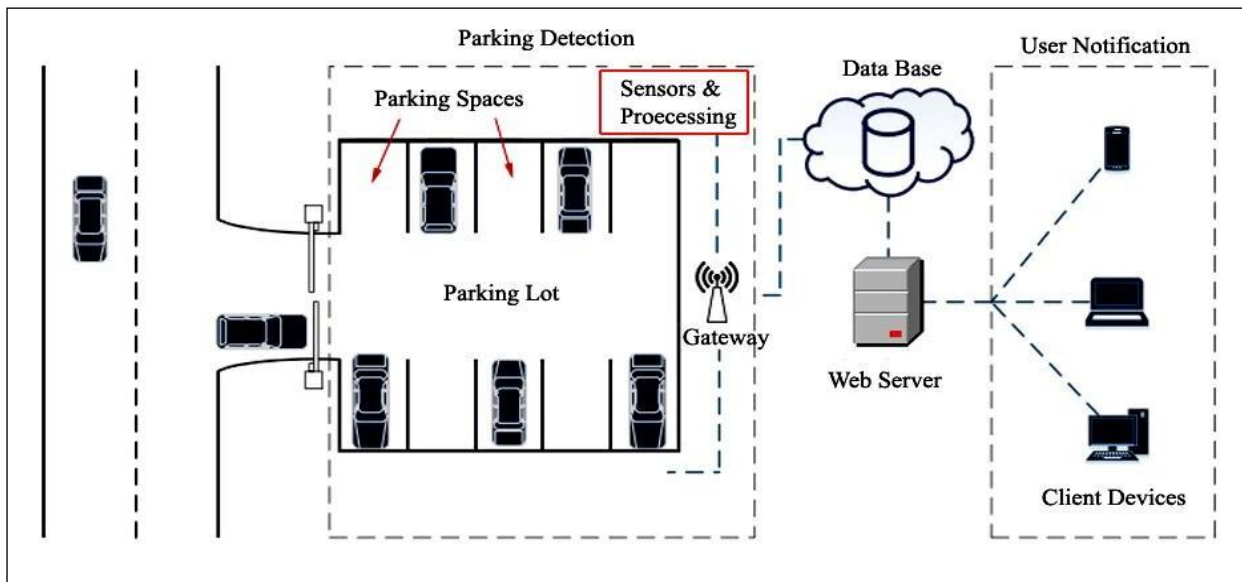 Parking Detection
User Notification
Data Base
Parking Spaces
Sensors &
Proecessing
Parking Lot
Gateway
Web Server
Client Devices